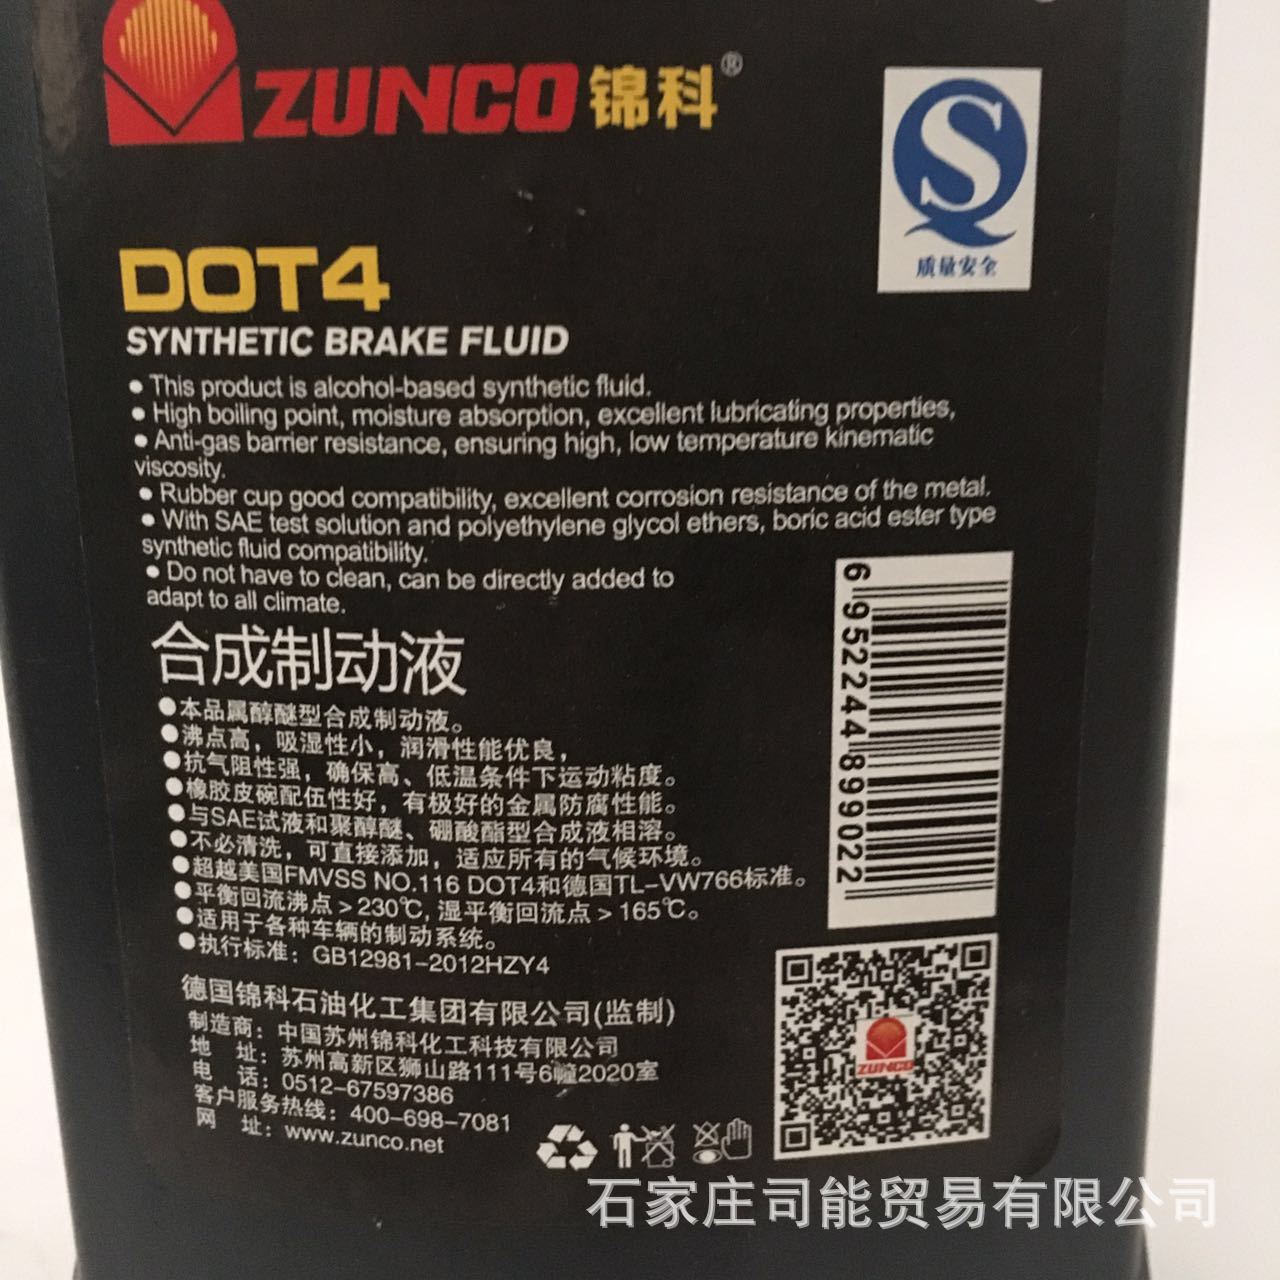 ZUNCO 锦科®
质量安全
DOT4
SYNTHETIC BRAKE FLUID
● This product is alcohol-based synthetic fluid.
● High boiling point, moisture absorption, excellent lubricating properties,
● Anti-gas barrier resistance, ensuring high, low temperature kinematic
viscosity.
● Rubber cup good compatibility, excellent corrosion resistance of the metal.
● With SAE test solution and polyethylene glycol ethers, boric acid ester type
synthetic fluid compatibility.
● Do not have to clean, can be directly added to
adapt to all climate.
合成制动液
●本品属醇醚型合成制动液。
●沸点高，吸湿性小，润滑性能优良，
●抗气阻性强，确保高、低温条件下运动粘度。
●橡胶皮碗配伍性好，有极好的金属防腐性能。
●与SAE试液和聚醇醚、硼酸酯型合成液相溶。
●不必清洗，可直接添加，适应所有的气候环境。
●超越美国FMVSS NO.116 DOT4和德国TL-VW766标准。
●平衡回流沸点＞230℃, 湿平衡回流点＞165℃。
●适用于各种车辆的制动系统。
●执行标准：GB12981-2012HZY4
德国锦科石油化工集团有限公司(监制)
制造商：中国苏州锦科化工科技有限公司
地 址：苏州高新区狮山路111号6幢2020室
电 话：0512-67597386
客户服务热线：400-698-7081
网 址：www.zunco.net
6 952244 899022
ZUNCO
石家庄司能贸易有限公司